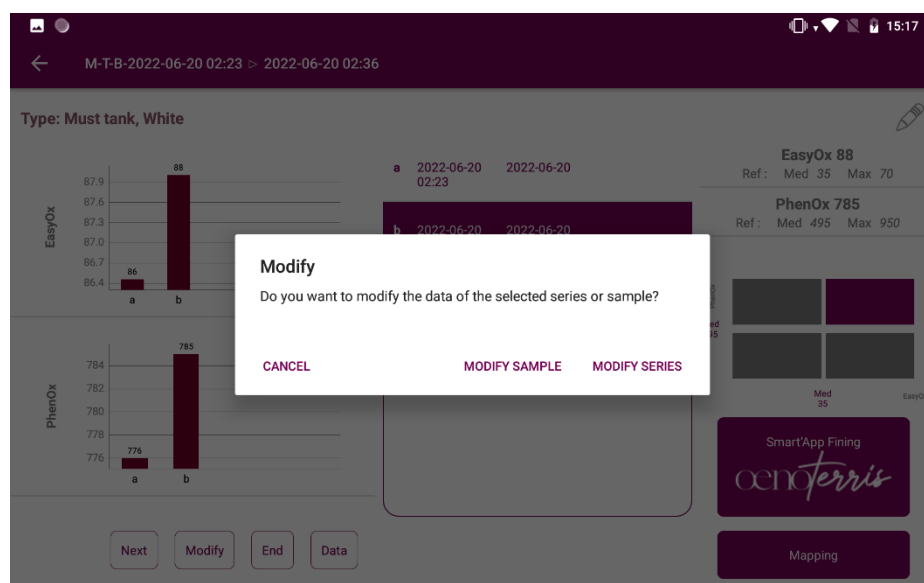 15:17
M-T-B-2022-06-20 02:23 ▷ 2022-06-20 02:36
Type: Must tank, White
EasyOx
87.9
87.6
87.3
87.0
86.7
86.4
86
88
a
b
PhenOx
784
782
780
778
776
776
785
a
b
Next
Modify
End
Data
a 2022-06-20 2022-06-20
02:23
b 2022-06-20 2022-06-20
Modify
Do you want to modify the data of the selected series or sample?
CANCEL
MODIFY SAMPLE
MODIFY SERIES
EasyOx 88
Ref : Med 35 Max 70
PhenOx 785
Ref : Med 495 Max 950
PhenOx
ed
95
Med
35
EasyO
Smart'App Fining
oenoterris
Mapping